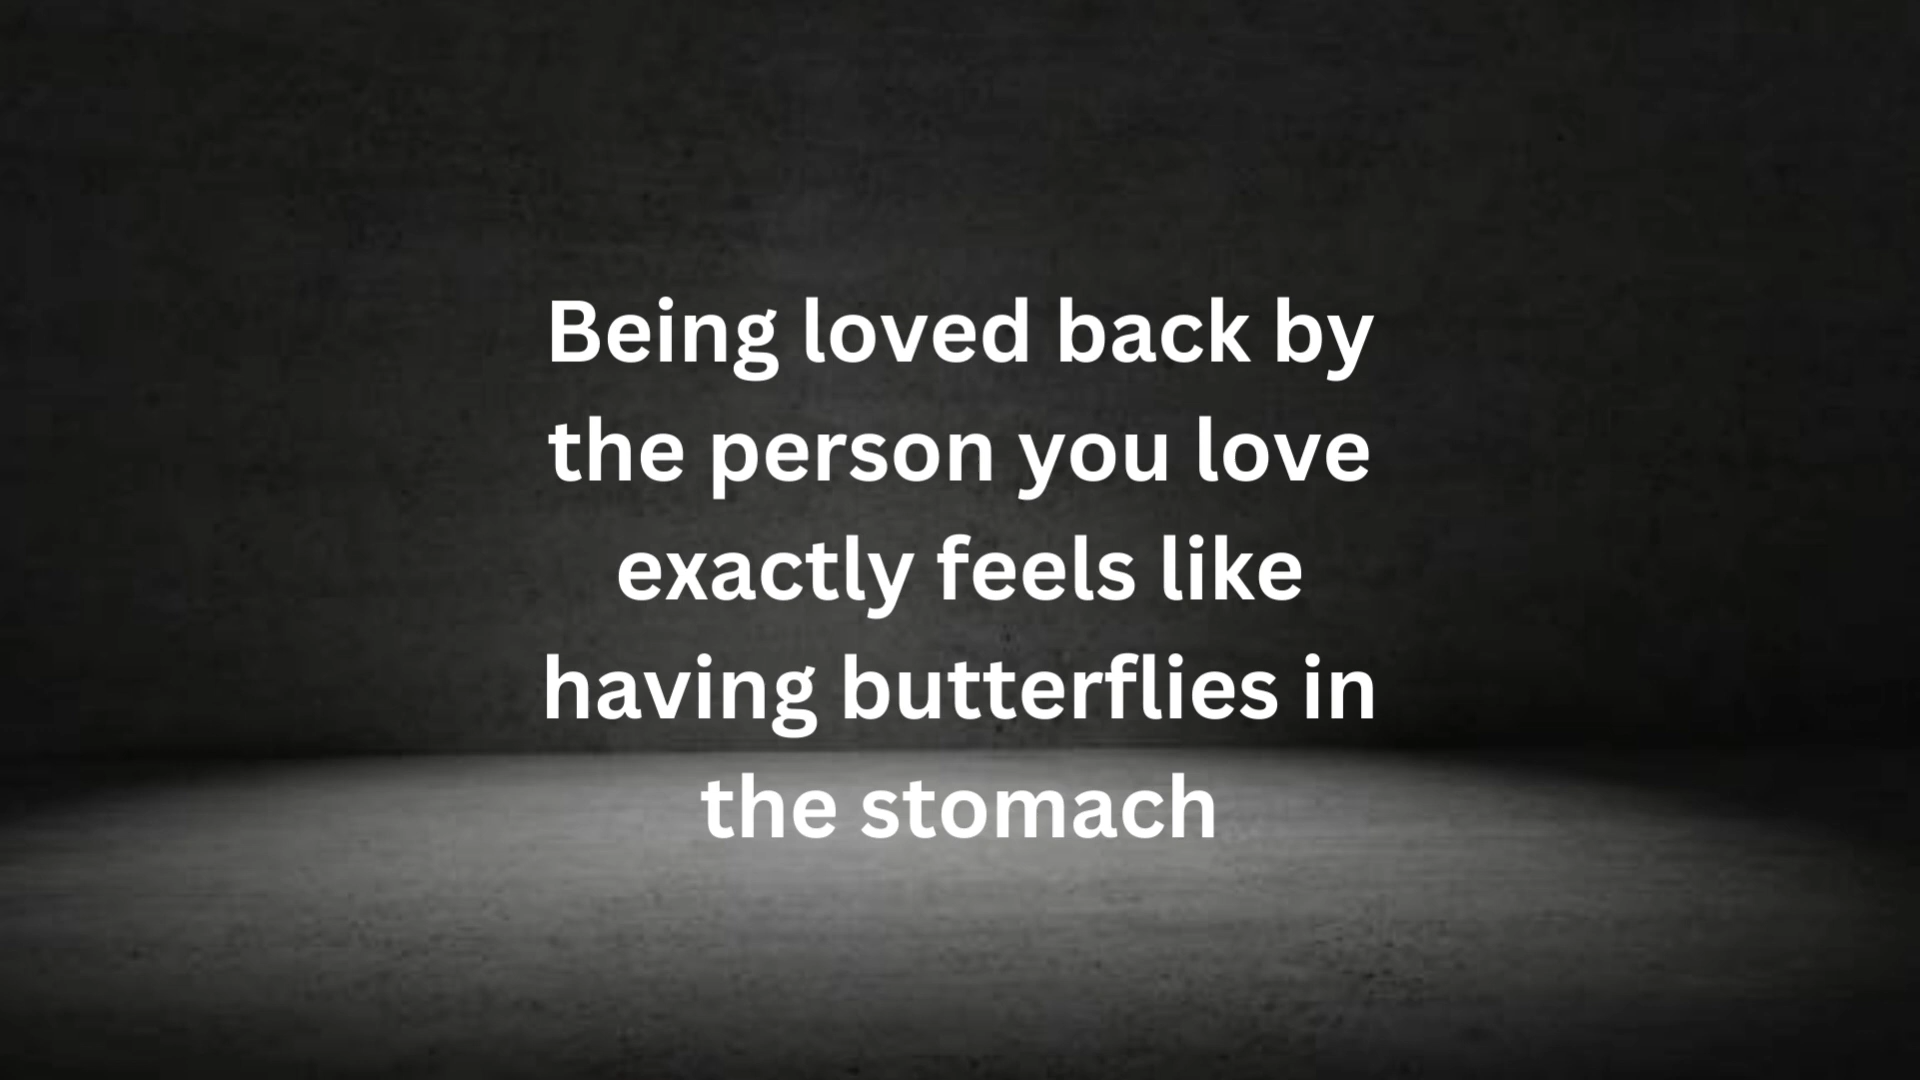 Being loved back by
the person you love
exactly feels like
having butterflies in
the stomach